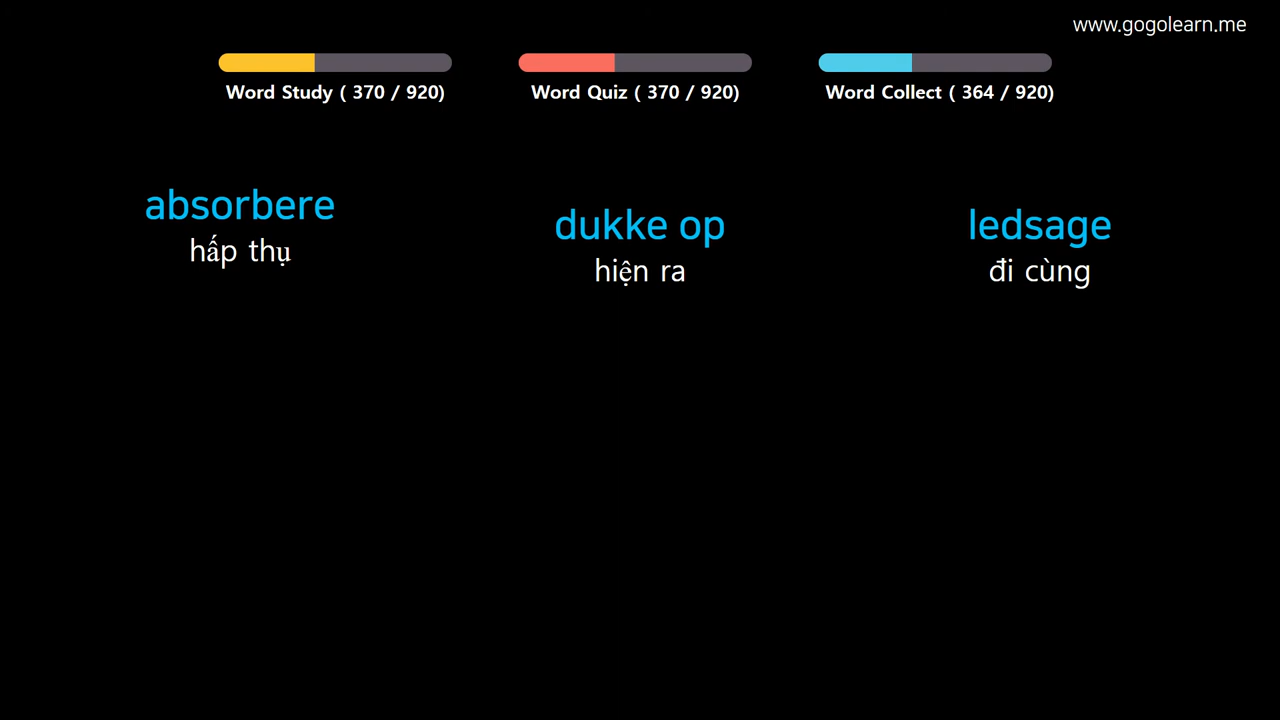 www.gogolearn.me
Word Study ( 370 / 920)
Word Quiz ( 370 / 920)
Word Collect ( 364 / 920)
absorbere
hấp thụ
dukke op
hiện ra
ledsage
đi cùng